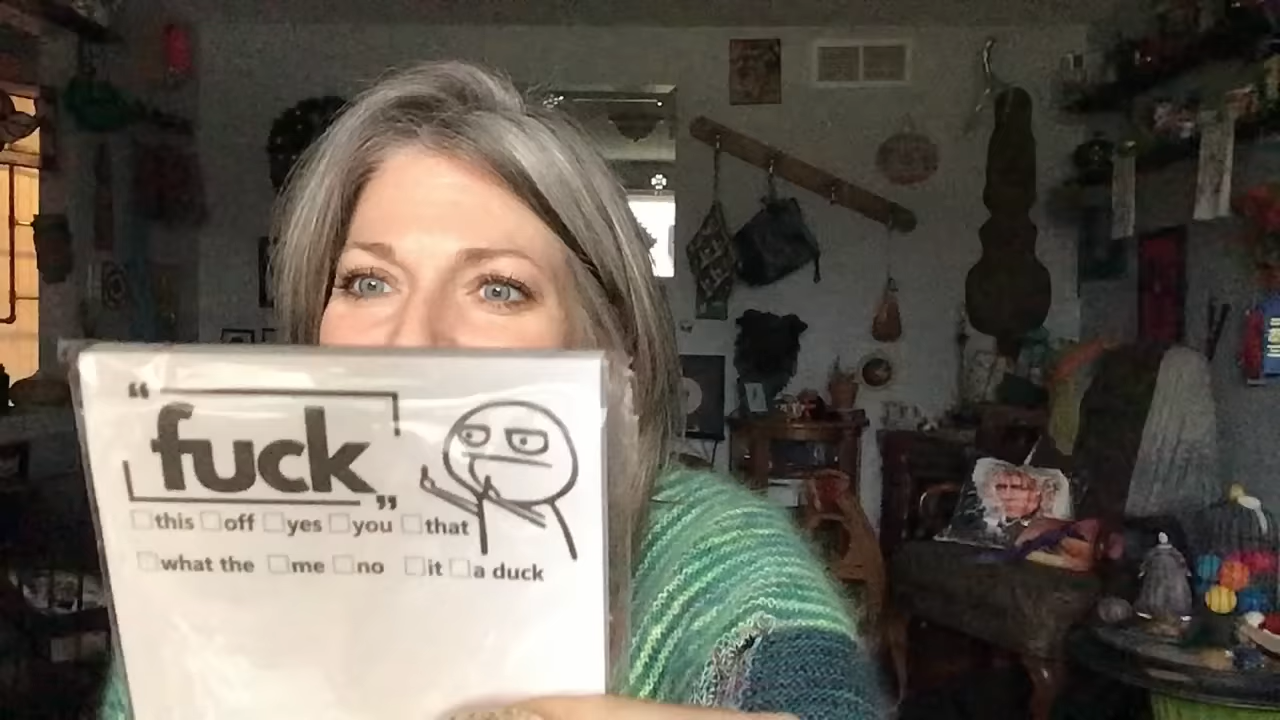 “fuck”
☐this ☐off ☐yes ☐you ☐that
☐what the ☐me ☐no ☐it ☐a duck